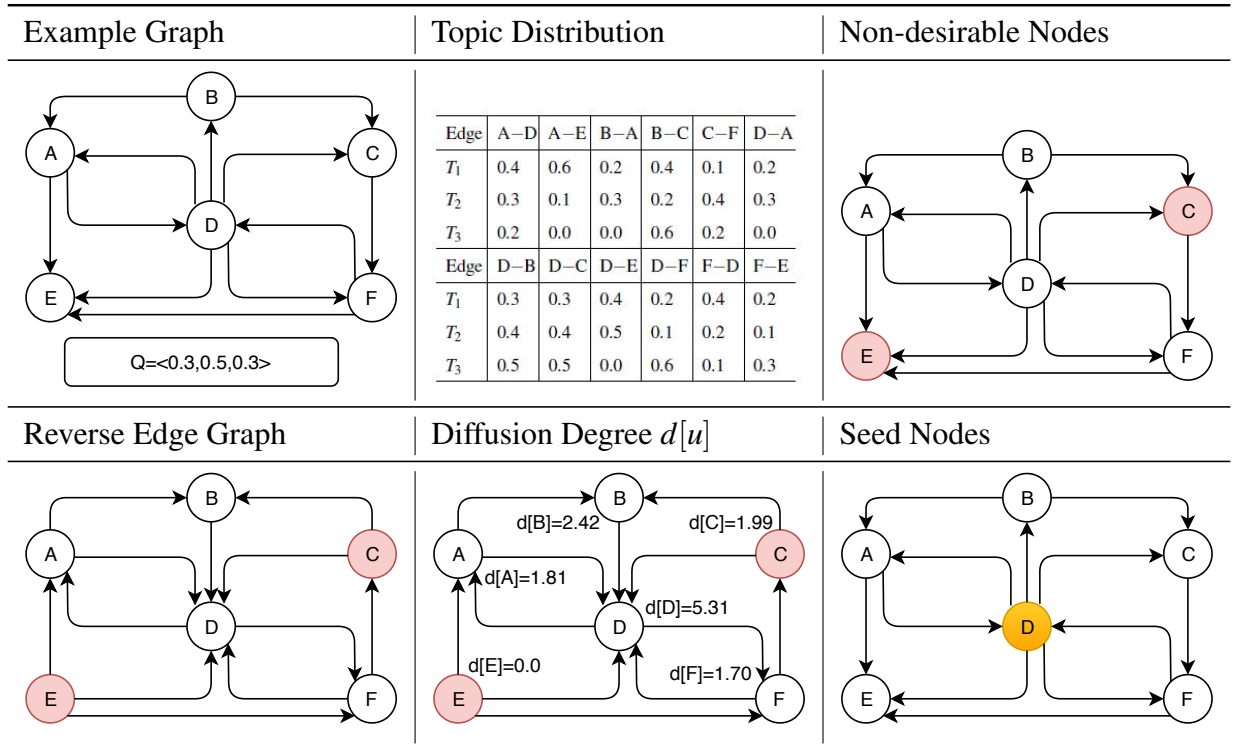 Example Graph
Topic Distribution
Non-desirable Nodes
B
A
C
D
E
F
Q=<0.3,0.5,0.3>
Edge A−D A−E B−A B−C C−F D−A
T1 0.4 0.6 0.2 0.4 0.1 0.2
T2 0.3 0.1 0.3 0.2 0.4 0.3
T3 0.2 0.0 0.0 0.6 0.2 0.0
Edge D−B D−C D−E D−F F−D F−E
T1 0.3 0.3 0.4 0.2 0.4 0.2
T2 0.4 0.4 0.5 0.1 0.2 0.1
T3 0.5 0.5 0.0 0.6 0.1 0.3
B
A
C
D
E
F
Reverse Edge Graph
Diffusion Degree d[u]
Seed Nodes
B
A
C
D
E
F
B
d[B]=2.42
d[C]=1.99
A
C
d[A]=1.81
d[D]=5.31
D
d[E]=0.0
d[F]=1.70
E
F
B
A
C
D
E
F